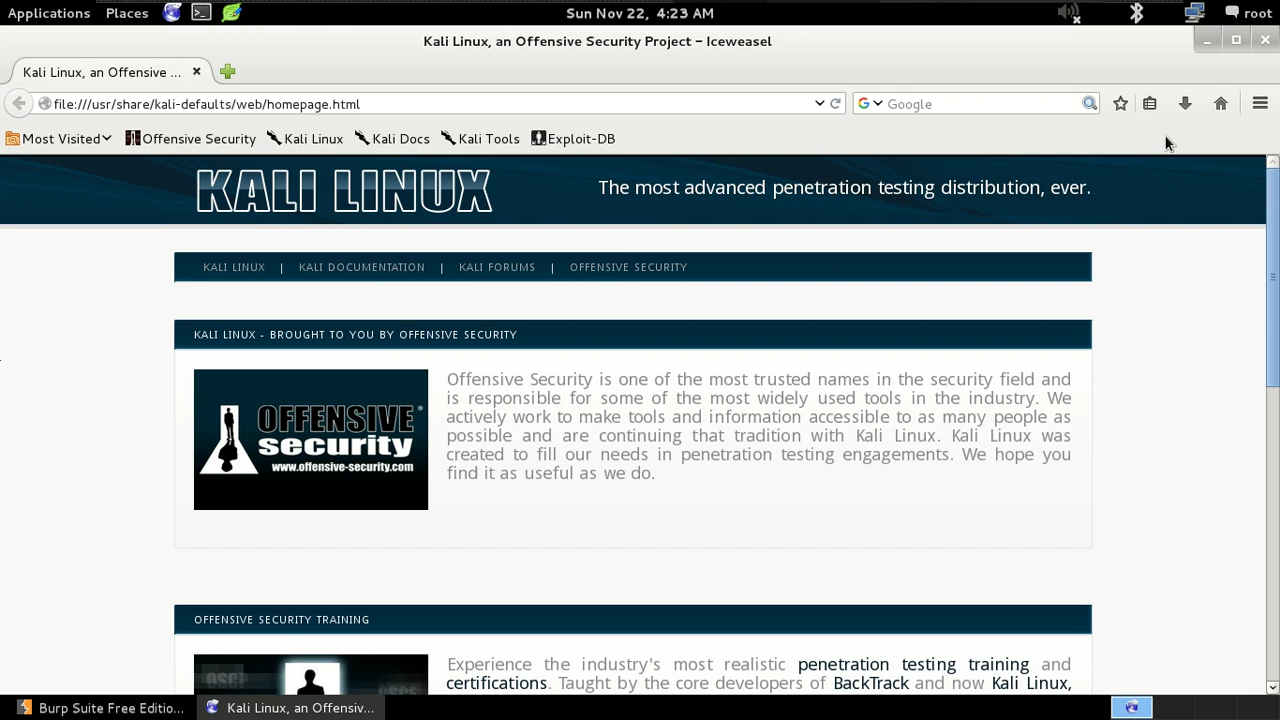 Applications Places Sun Nov 22, 4:23 AM root
Kali Linux, an Offensive Security Project - Iceweasel
Kali Linux, an Offensive ...
file:///usr/share/kali-defaults/web/homepage.html Google
Most Visited Offensive Security Kali Linux Kali Docs Kali Tools Exploit-DB
KALI LINUX The most advanced penetration testing distribution, ever.
KALI LINUX | KALI DOCUMENTATION | KALI FORUMS | OFFENSIVE SECURITY
KALI LINUX - BROUGHT TO YOU BY OFFENSIVE SECURITY
OFFENSIVE®
security
www.offensive-security.com
Offensive Security is one of the most trusted names in the security field and
is responsible for some of the most widely used tools in the industry. We
actively work to make tools and information accessible to as many people as
possible and are continuing that tradition with Kali Linux. Kali Linux was
created to fill our needs in penetration testing engagements. We hope you
find it as useful as we do.
OFFENSIVE SECURITY TRAINING
Experience the industry's most realistic penetration testing training and
certifications. Taught by the core developers of BackTrack and now Kali Linux,
Burp Suite Free Editio... Kali Linux, an Offensiv...